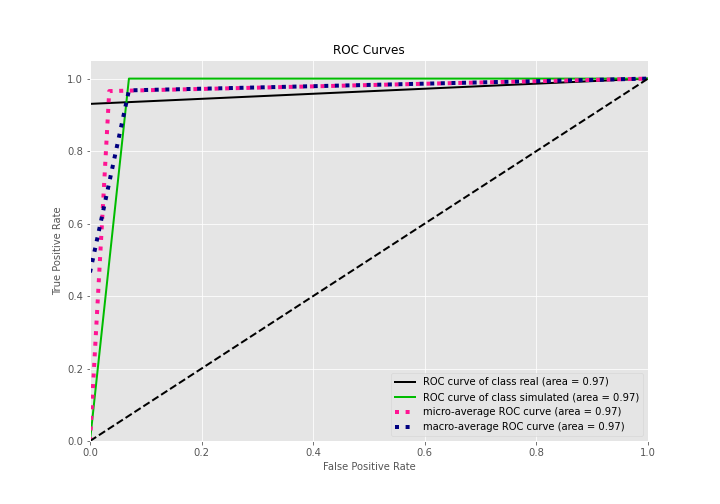 ROC Curves
True Positive Rate
1.0
0.8
0.6
0.4
0.2
0.0
0.0 0.2 0.4 0.6 0.8 1.0
False Positive Rate
ROC curve of class real (area = 0.97)
ROC curve of class simulated (area = 0.97)
micro-average ROC curve (area = 0.97)
macro-average ROC curve (area = 0.97)